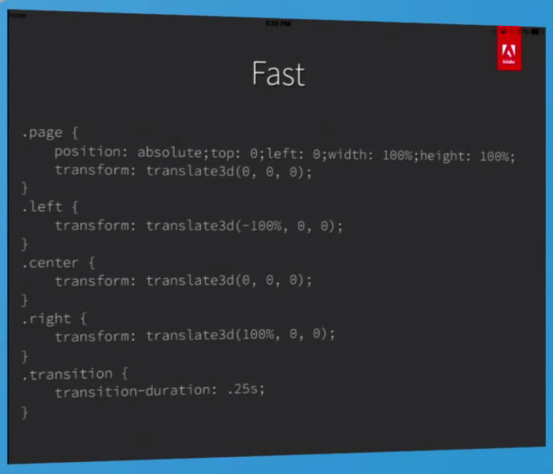 Adobe
Fast
.page {
position: absolute;top: 0;left: 0;width: 100%;height: 100%;
transform: translate3d(0, 0, 0);
}
.left {
transform: translate3d(-100%, 0, 0);
}
.center {
transform: translate3d(0, 0, 0);
}
.right {
transform: translate3d(100%, 0, 0);
}
.transition {
transition-duration: .25s;
}